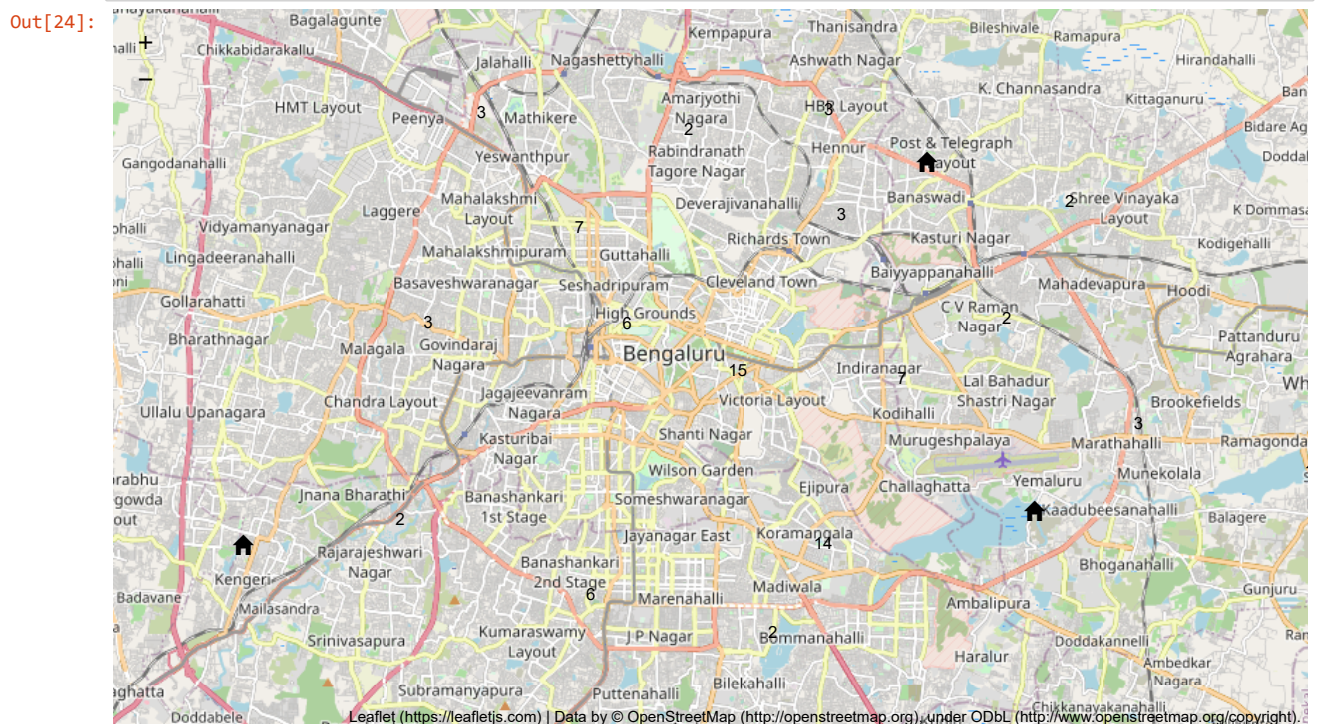 Out[24]:
Bagalagunte
Kempapura
Thanisandra
Bileshivale
Ramapura
+
Chikkabidarakallu
Jalahalli
Nagashettyhalli
Ashwath Nagar
Hirandahalli
−
HMT Layout
Peenya
3
Mathikere
Amarjyothi
Nagara
2
HBR Layout
3
K. Channasandra
Kittaganuru
Bidare Ag
Gangodanahalli
Yeswanthpur
Rabindranath
Tagore Nagar
Hennur
Post & Telegraph
Layout
Doddal
Laggere
Mahalakshmi
Layout
Deverajivanahalli
3
Banaswadi
2
Shree Vinayaka
Layout
K Dommasa
Vidyamanyanagar
7
Richards Town
Kasturi Nagar
Kodigehalli
Lingadeeranahalli
Mahalakshmipuram
Guttahalli
Baiyyappanahalli
Gollarahatti
Basaveshwaranagar
Seshadripuram
Cleveland Town
Mahadevapura
Hoodi
Bharathnagar
3
High Grounds
6
C V Raman
Nagar
2
Pattanduru
Agrahara
Malagala
Govindaraj
Nagara
Bengaluru
15
Indiranagar
7
Lal Bahadur
Shastri Nagar
Wh
Ullalu Upanagara
Chandra Layout
Jagajeevanram
Nagara
Victoria Layout
Kodihalli
Brookefields
3
Kasturibai
Nagar
Shanti Nagar
Murugeshpalaya
Marathahalli
Ramagonda
Wilson Garden
Munekolala
Jnana Bharathi
2
Banashankari
1st Stage
Someshwaranagar
Ejipura
Challaghatta
Yemaluru
Kaadubeesanahalli
Balagere
Rajarajeshwari
Nagar
Jayanagar East
Koramangala
14
Kengeri
Banashankari
2nd Stage
6
Madiwala
Bhoganahalli
Badavane
Mailasandra
Marenahalli
Ambalipura
Gunjuru
Srinivasapura
Kumaraswamy
Layout
J P Nagar
2
Bommanahalli
Doddakannelli
Haralur
Ambedkar
Nagara
Subramanyapura
Puttenahalli
Bilekahalli
Doddabele
Chikkanayakanahalli
Leaflet (https://leafletjs.com) | Data by © OpenStreetMap (http://openstreetmap.org), under ODbL (http://www.openstreetmap.org/copyright).